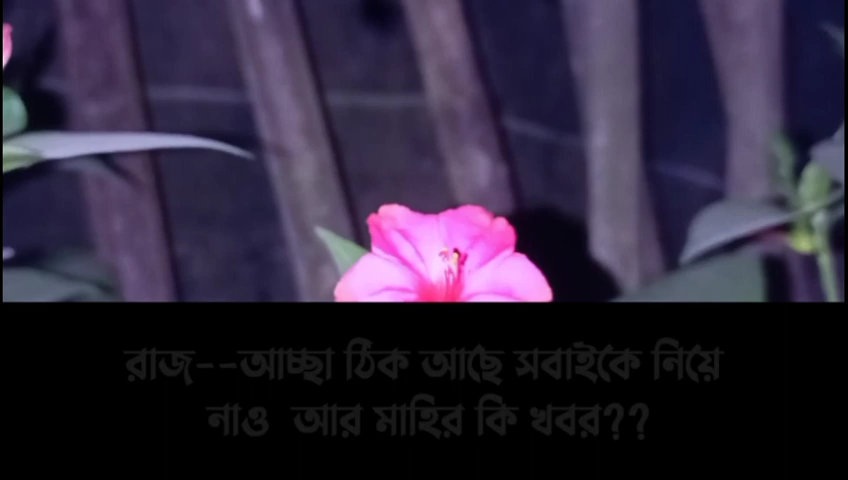 রাজ--আচ্ছা ঠিক আছে সবাইকে নিয়ে
নাও আর মাহির কি খবর??